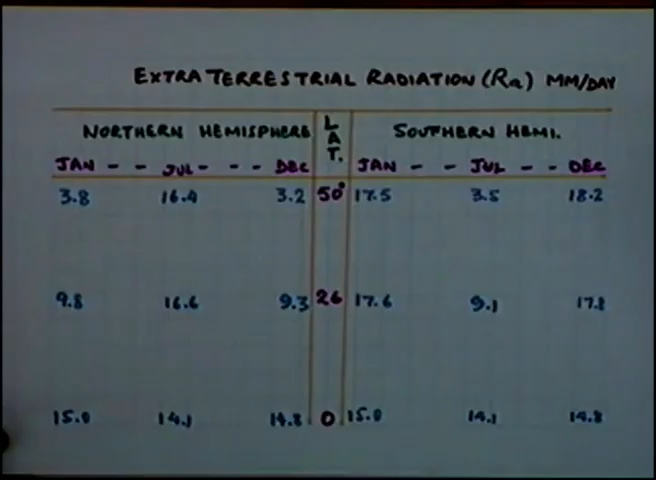 EXTRA TERRESTRIAL RADIATION (Ra) MM/DAY
NORTHERN HEMISPHERE LAT. SOUTHERN HEMI.
JAN - - JUL - - - DEC JAN - - JUL - - DEC
3.8 16.4 3.2 50° 17.5 3.5 18.2
9.8 16.6 9.3 26 17.6 9.1 17.8
15.0 14.1 14.8 0 15.0 14.1 14.8